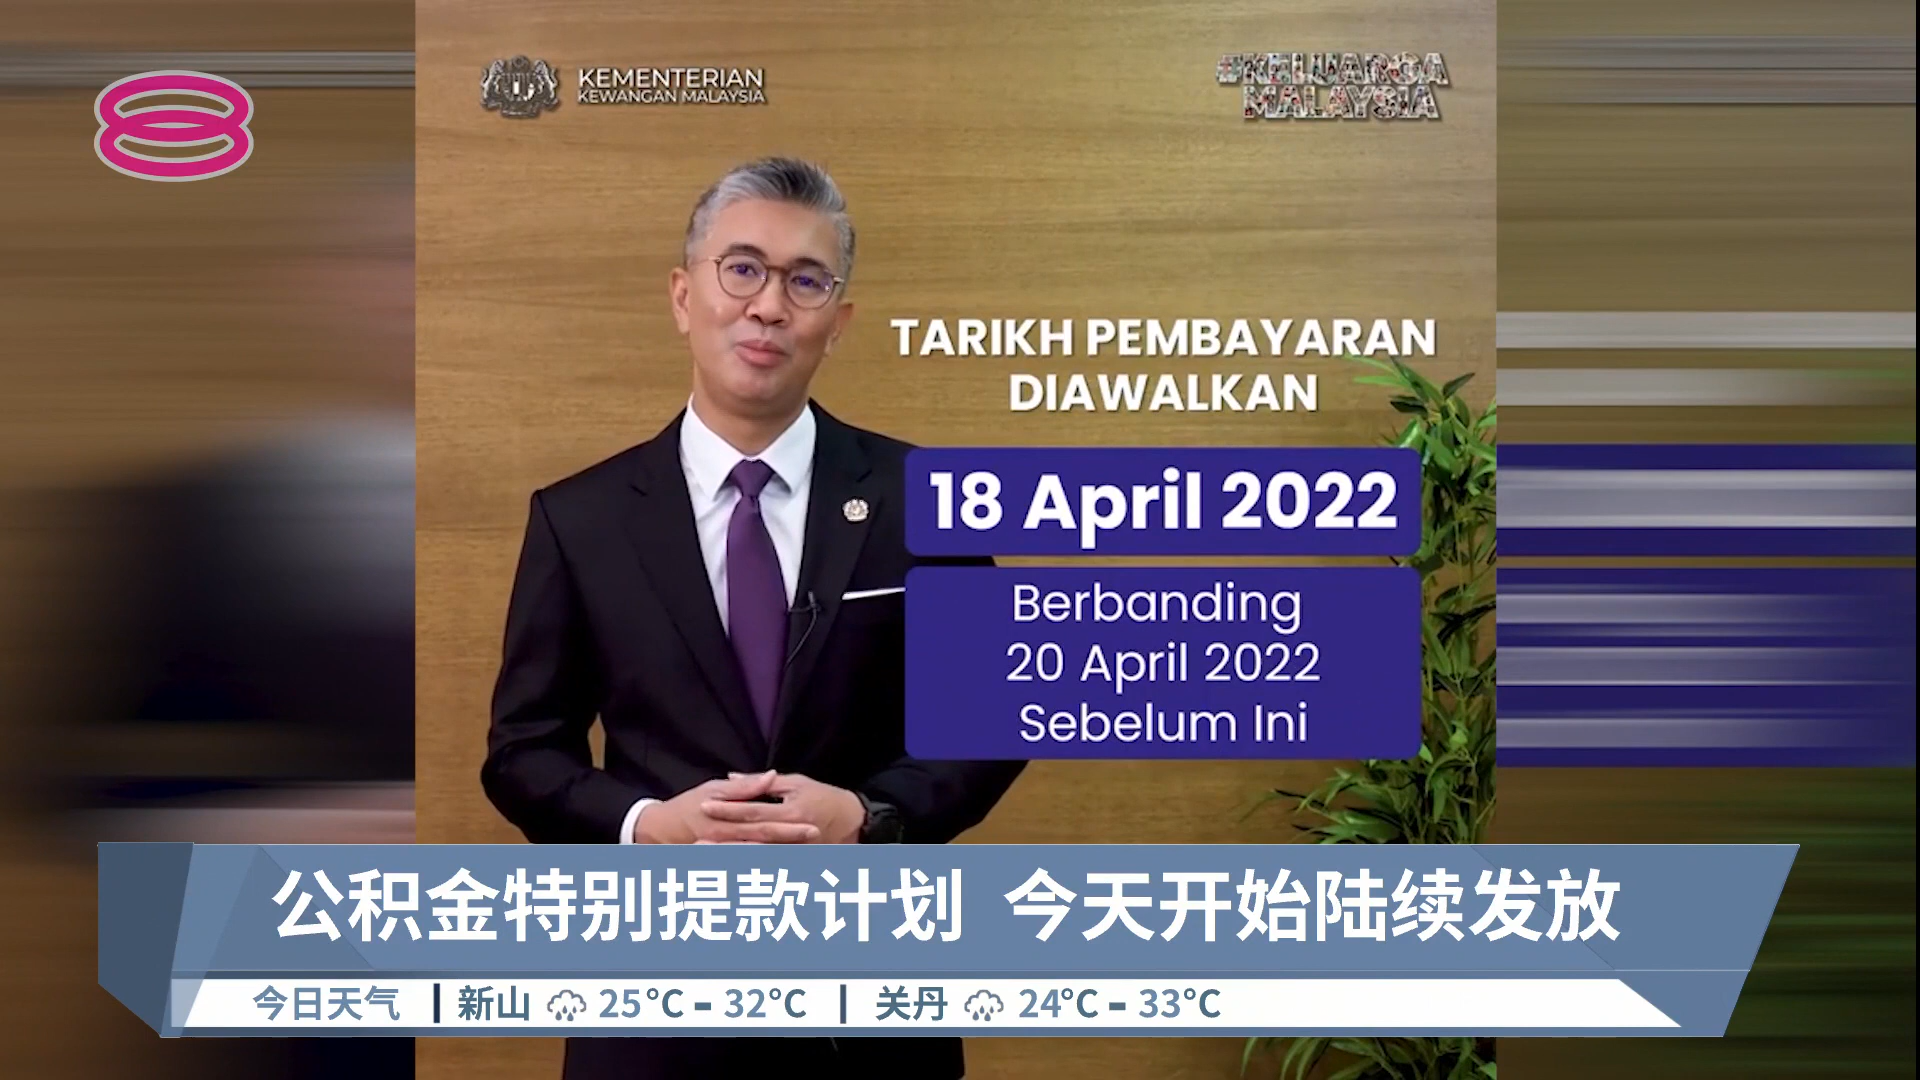 KEMENTERIAN
KEWANGAN MALAYSIA
#KELUARGA
MALAYSIA
TARIKH PEMBAYARAN
DIAWALKAN
18 April 2022
Berbanding
20 April 2022
Sebelum Ini
公积金特别提款计划 今天开始陆续发放
今日天气 | 新山 25°C - 32°C | 关丹 24°C - 33°C